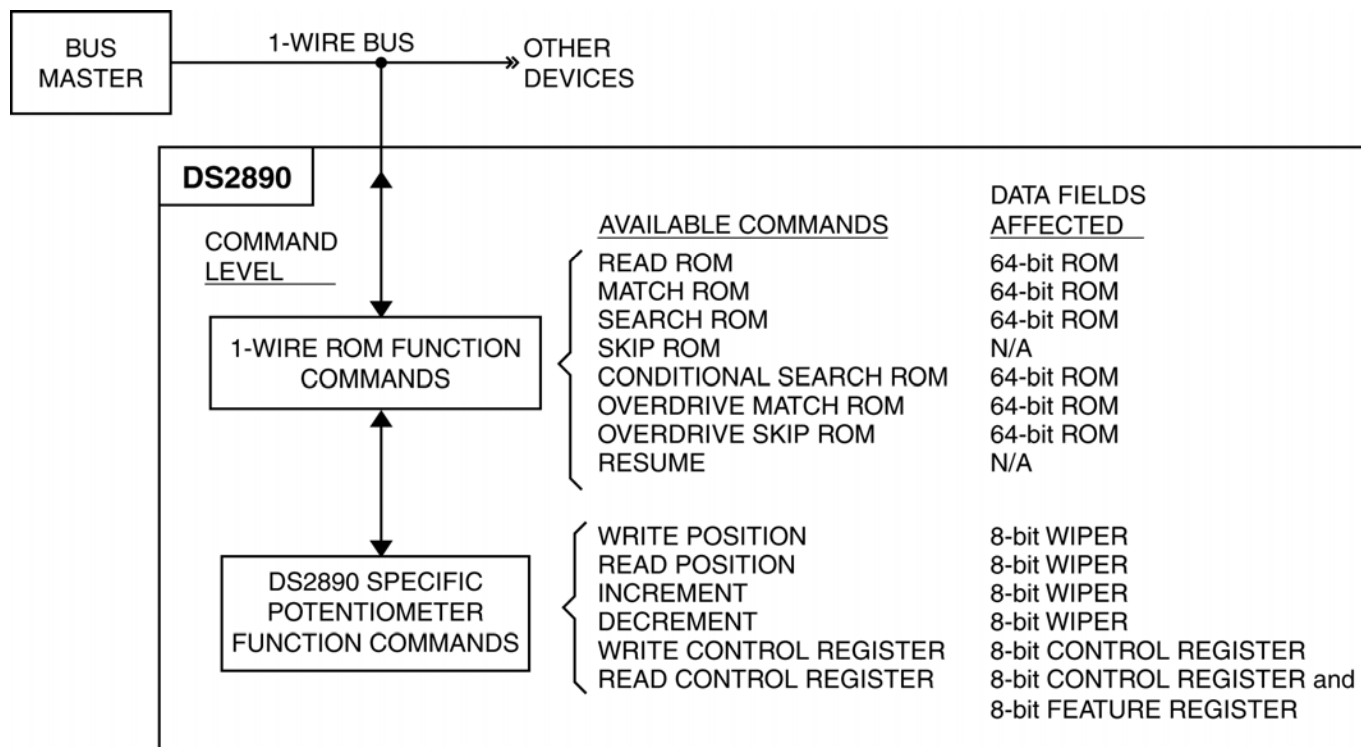 BUS
MASTER
1-WIRE BUS
OTHER
DEVICES
DS2890
COMMAND
LEVEL
AVAILABLE COMMANDS
DATA FIELDS
AFFECTED
1-WIRE ROM FUNCTION
COMMANDS
READ ROM 64-bit ROM
MATCH ROM 64-bit ROM
SEARCH ROM 64-bit ROM
SKIP ROM N/A
CONDITIONAL SEARCH ROM 64-bit ROM
OVERDRIVE MATCH ROM 64-bit ROM
OVERDRIVE SKIP ROM 64-bit ROM
RESUME N/A
DS2890 SPECIFIC
POTENTIOMETER
FUNCTION COMMANDS
WRITE POSITION 8-bit WIPER
READ POSITION 8-bit WIPER
INCREMENT 8-bit WIPER
DECREMENT 8-bit WIPER
WRITE CONTROL REGISTER 8-bit CONTROL REGISTER
READ CONTROL REGISTER 8-bit CONTROL REGISTER and
8-bit FEATURE REGISTER